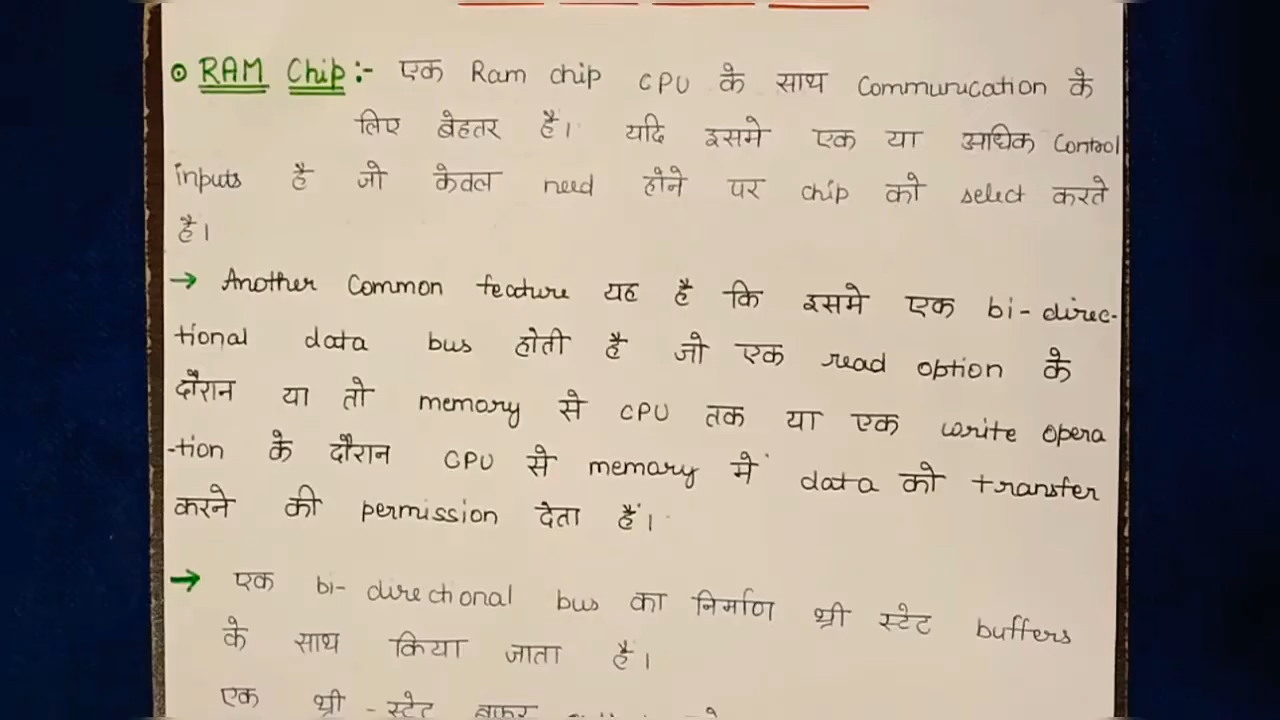 RAM Chip :- एक Ram chip CPU के साथ Communication के
लिए बेहतर है। यदि इसमे एक या अधिक Control
inputs है जो केवल need होने पर chip को select करते
है।
→ Another Common feature यह है कि इसमे एक bi-direc-
tional data bus होती है जो एक read option के
दौरान या तो memory से CPU तक या एक write opera
-tion के दौरान CPU से memory में data को transfer
करने की permission देता हैं।
→ एक bi-directional bus का निर्माण थ्री स्टेट buffers
के साथ किया जाता है।
एक थ्री-स्टेट बफर